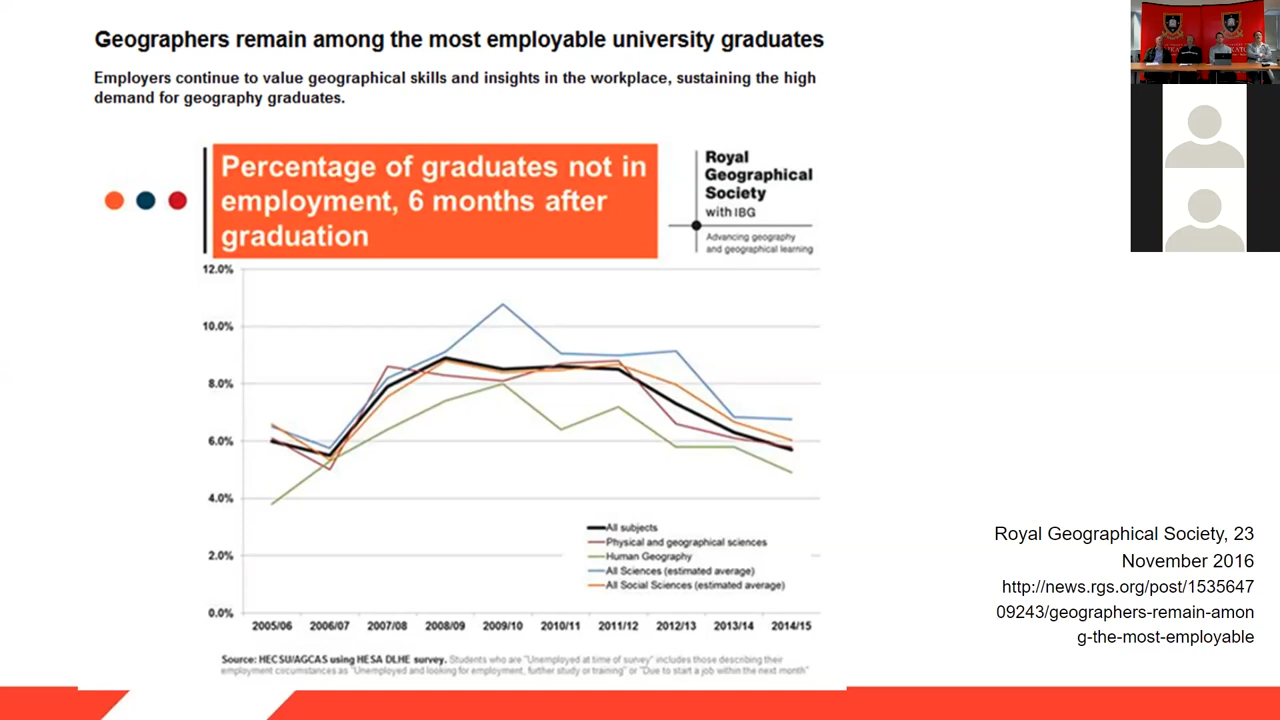 Geographers remain among the most employable university graduates
Employers continue to value geographical skills and insights in the workplace, sustaining the high
demand for geography graduates.
Percentage of graduates not in
employment, 6 months after
graduation
Royal
Geographical
Society
with IBG
Advancing geography
and geographical learning
12.0%
10.0%
8.0%
6.0%
4.0%
2.0%
0.0%
All subjects
Physical and geographical sciences
Human Geography
All Sciences (estimated average)
All Social Sciences (estimated average)
2005/06 2006/07 2007/08 2008/09 2009/10 2010/11 2011/12 2012/13 2013/14 2014/15
Source: HECSU/AGCAS using HESA DLHE survey. Students who are "Unemployed at time of survey" includes those describing their
employment circumstances as "Unemployed and looking for employment, further study or training" or "Due to start a job within the next month"
Royal Geographical Society, 23
November 2016
http://news.rgs.org/post/1535647
09243/geographers-remain-amon
g-the-most-employable